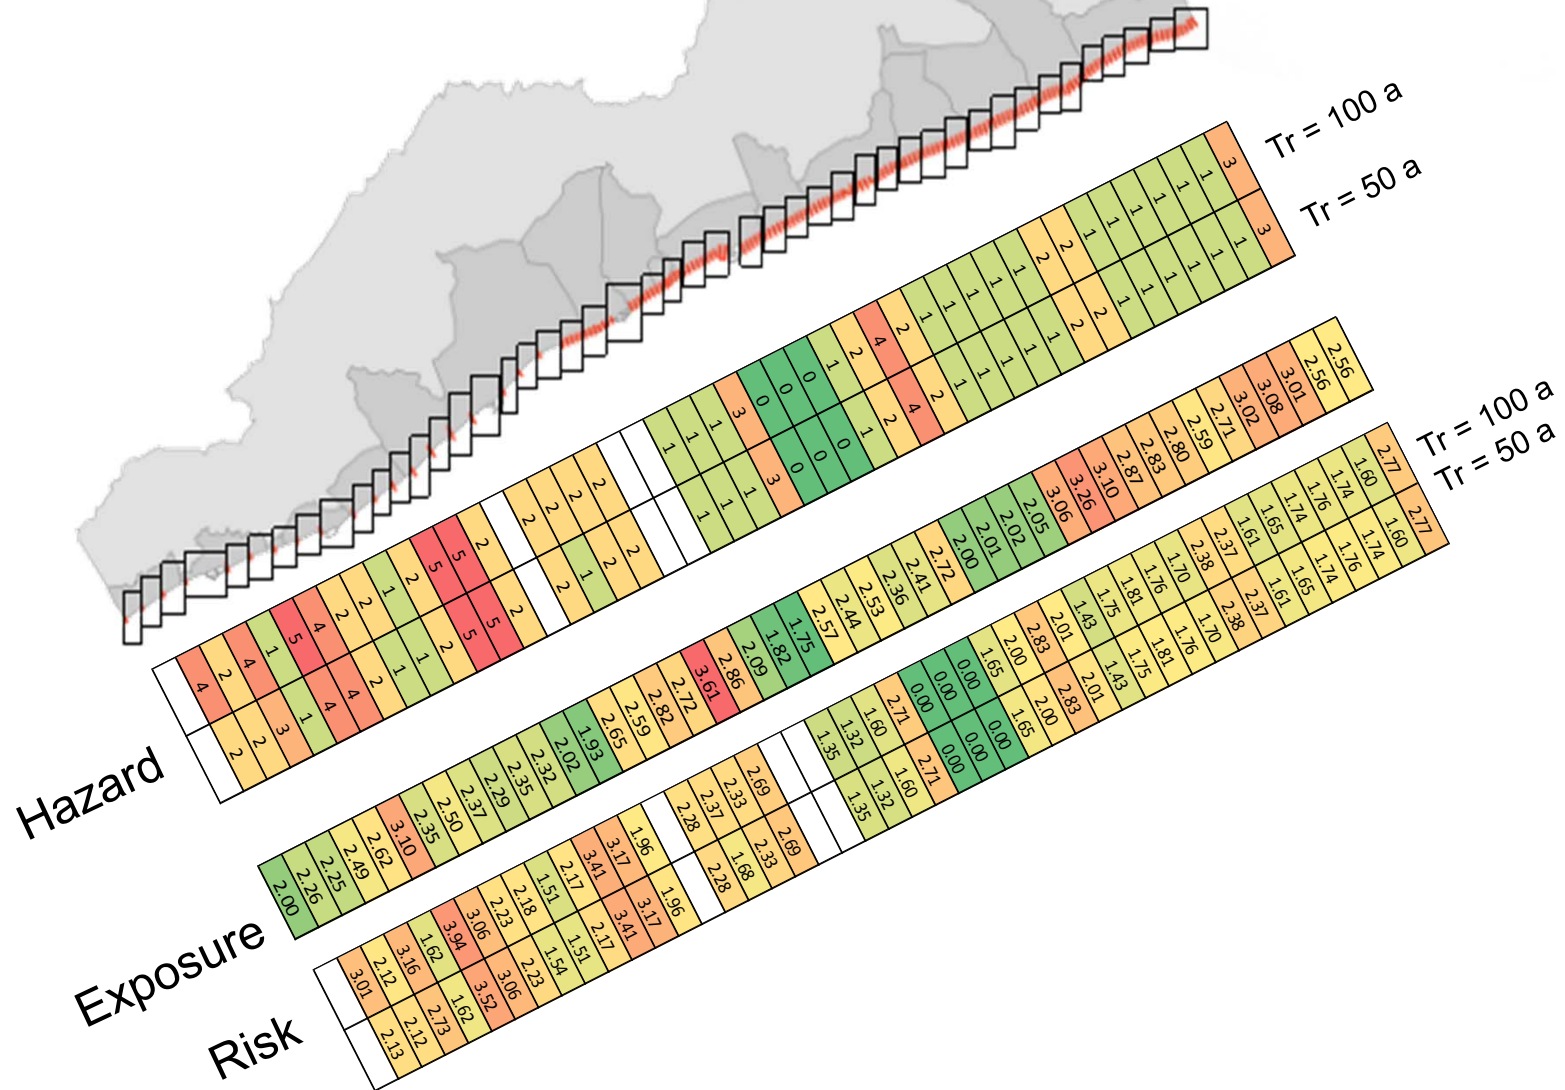 Tr = 100 a
Tr = 50 a
Hazard
4 2 4 1 5 4 2 2 1 2 5 5 2 2 2 2 2 1 1 1 3 0 0 0 1 2 4 2 1 1 1 1 1 2 2 1 1 1 1 1 1 3
2 2 3 1 4 4 2 1 1 2 5 5 2 2 1 2 2 1 1 1 3 0 0 0 1 2 4 2 1 1 1 1 1 2 2 1 1 1 1 1 1 3
Exposure
2.00 2.26 2.25 2.49 2.62 3.10 2.35 2.50 2.37 2.29 2.35 2.32 2.02 1.93 2.65 2.59 2.82 2.72 3.61 2.86 2.09 1.82 1.75 2.57 2.44 2.53 2.36 2.41 2.72 2.00 2.01 2.02 2.05 3.06 3.26 3.10 2.87 2.83 2.80 2.59 2.71 3.02 3.08 3.01 2.56 2.56
Tr = 100 a
Tr = 50 a
Risk
3.01 2.12 3.16 1.62 3.94 3.06 2.23 2.18 1.51 2.17 3.41 3.17 1.96 2.28 2.37 2.33 2.69 1.35 1.32 1.60 2.71 0.00 0.00 0.00 1.65 2.00 2.83 2.01 1.43 1.75 1.81 1.76 1.70 2.38 2.37 1.61 1.65 1.74 1.76 1.74 1.60 2.77
2.13 2.12 2.73 1.62 3.52 3.06 2.23 1.54 1.51 2.17 3.41 3.17 1.96 2.28 1.68 2.33 2.69 1.35 1.32 1.60 2.71 0.00 0.00 0.00 1.65 2.00 2.83 2.01 1.43 1.75 1.81 1.76 1.70 2.38 2.37 1.61 1.65 1.74 1.76 1.74 1.60 2.77